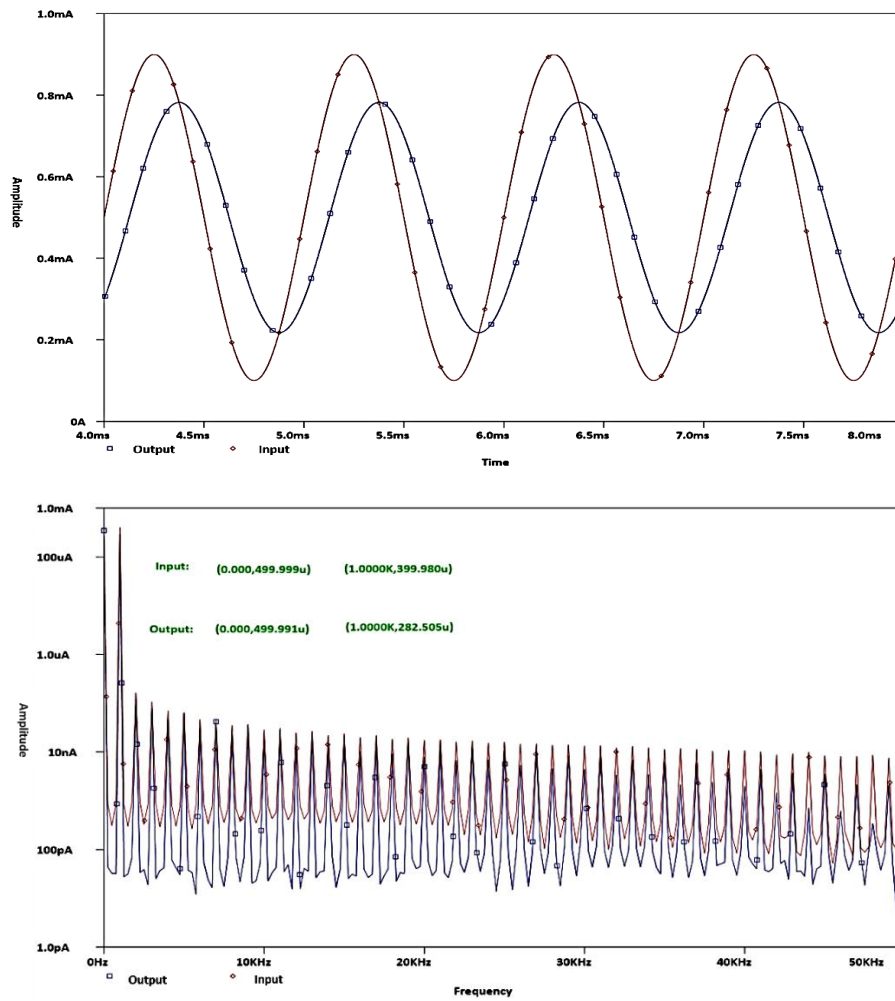 1.0mA
0.8mA
0.6mA
0.4mA
0.2mA
0A
Amplitude
4.0ms 4.5ms 5.0ms 5.5ms 6.0ms 6.5ms 7.0ms 7.5ms 8.0ms
Output Input
Time
1.0mA
100uA
1.0uA
10nA
100pA
1.0pA
Amplitude
Input: (0.000,499.999u) (1.0000K,399.980u)
Output: (0.000,499.991u) (1.0000K,282.505u)
0Hz 10KHz 20KHz 30KHz 40KHz 50KHz
Output Input
Frequency